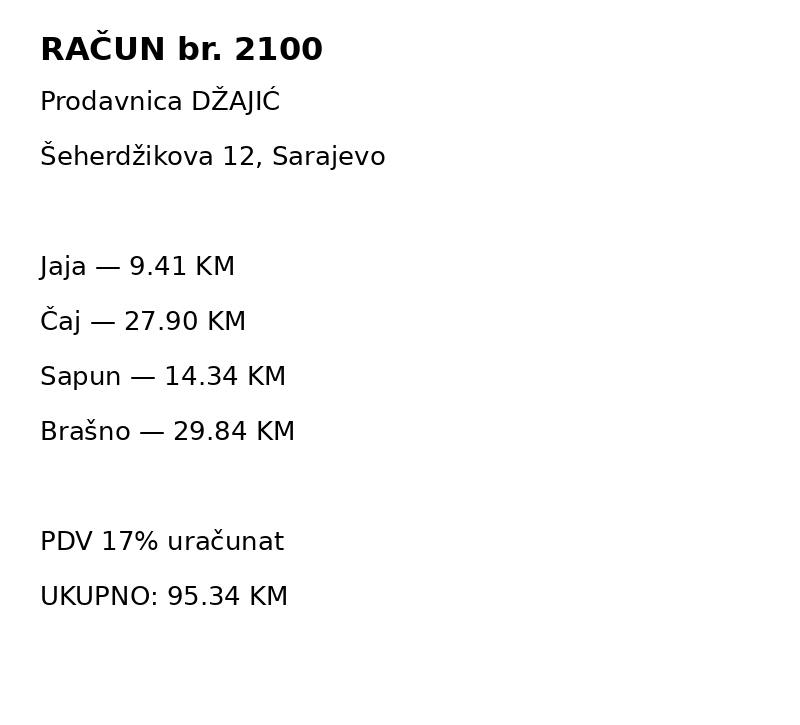 RAČUN br. 2100
Prodavnica DŽAJIĆ
Šeherdžikova 12, Sarajevo
Jaja — 9.41 KM
Čaj — 27.90 KM
Sapun — 14.34 KM
Brašno — 29.84 KM
PDV 17% uračunat
UKUPNO: 95.34 KM